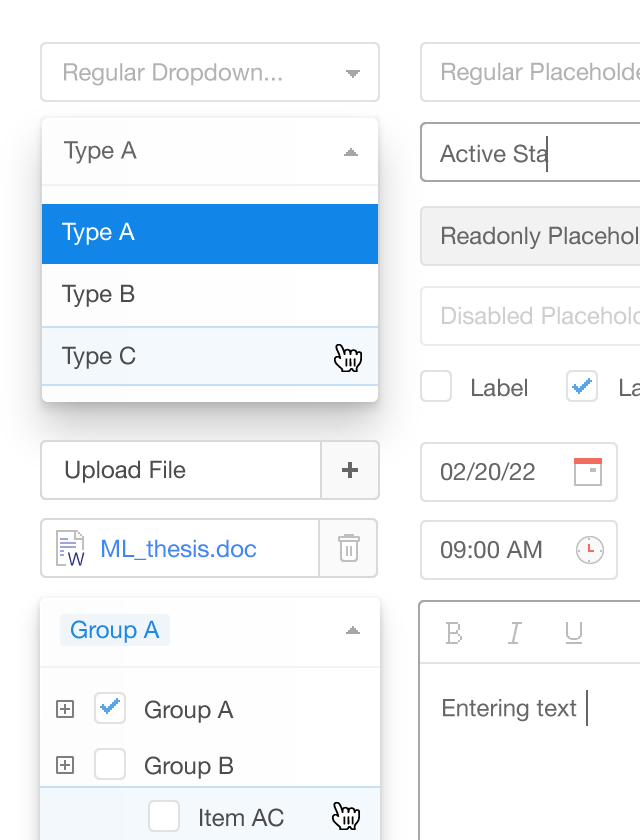 Regular Dropdown...
Type A
Type A
Type B
Type C
Upload File
ML_thesis.doc
W
Group A
Group A
Group B
Item AC
Regular Placeholde
Active Sta
Readonly Placehol
Disabled Placehold
Label
La
02/20/22
09:00 AM
B I U
Entering text